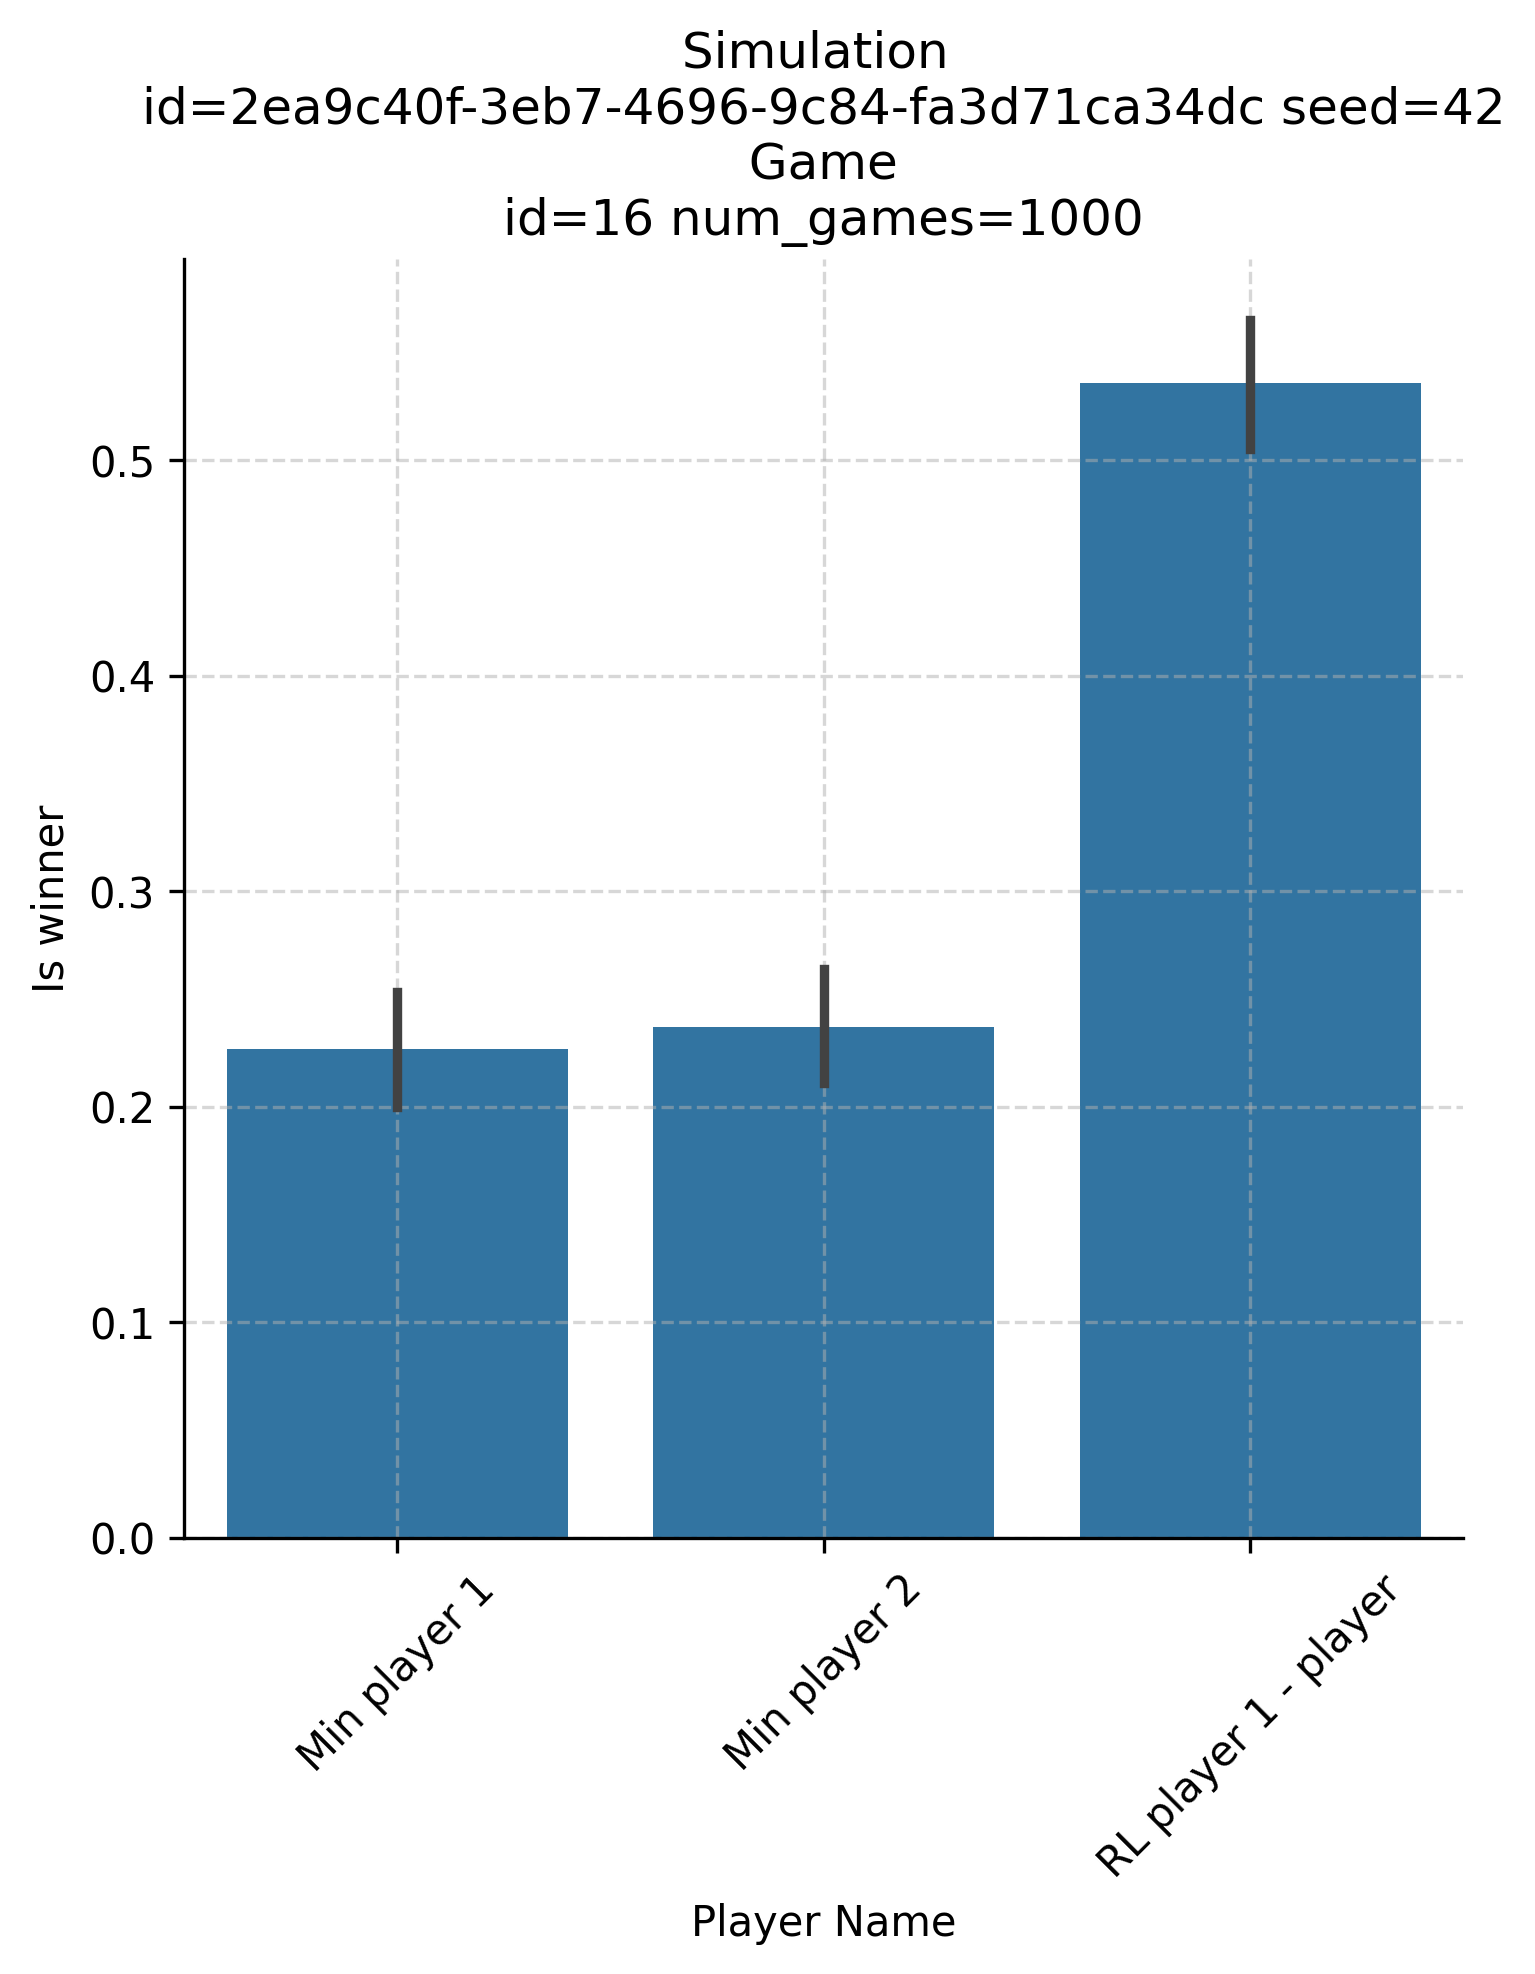 Simulation
id=2ea9c40f-3eb7-4696-9c84-fa3d71ca34dc seed=42
Game
id=16 num_games=1000
0.5
0.4
0.3
0.2
0.1
0.0
Is winner
Min player 1
Min player 2
RL player 1 - player
Player Name